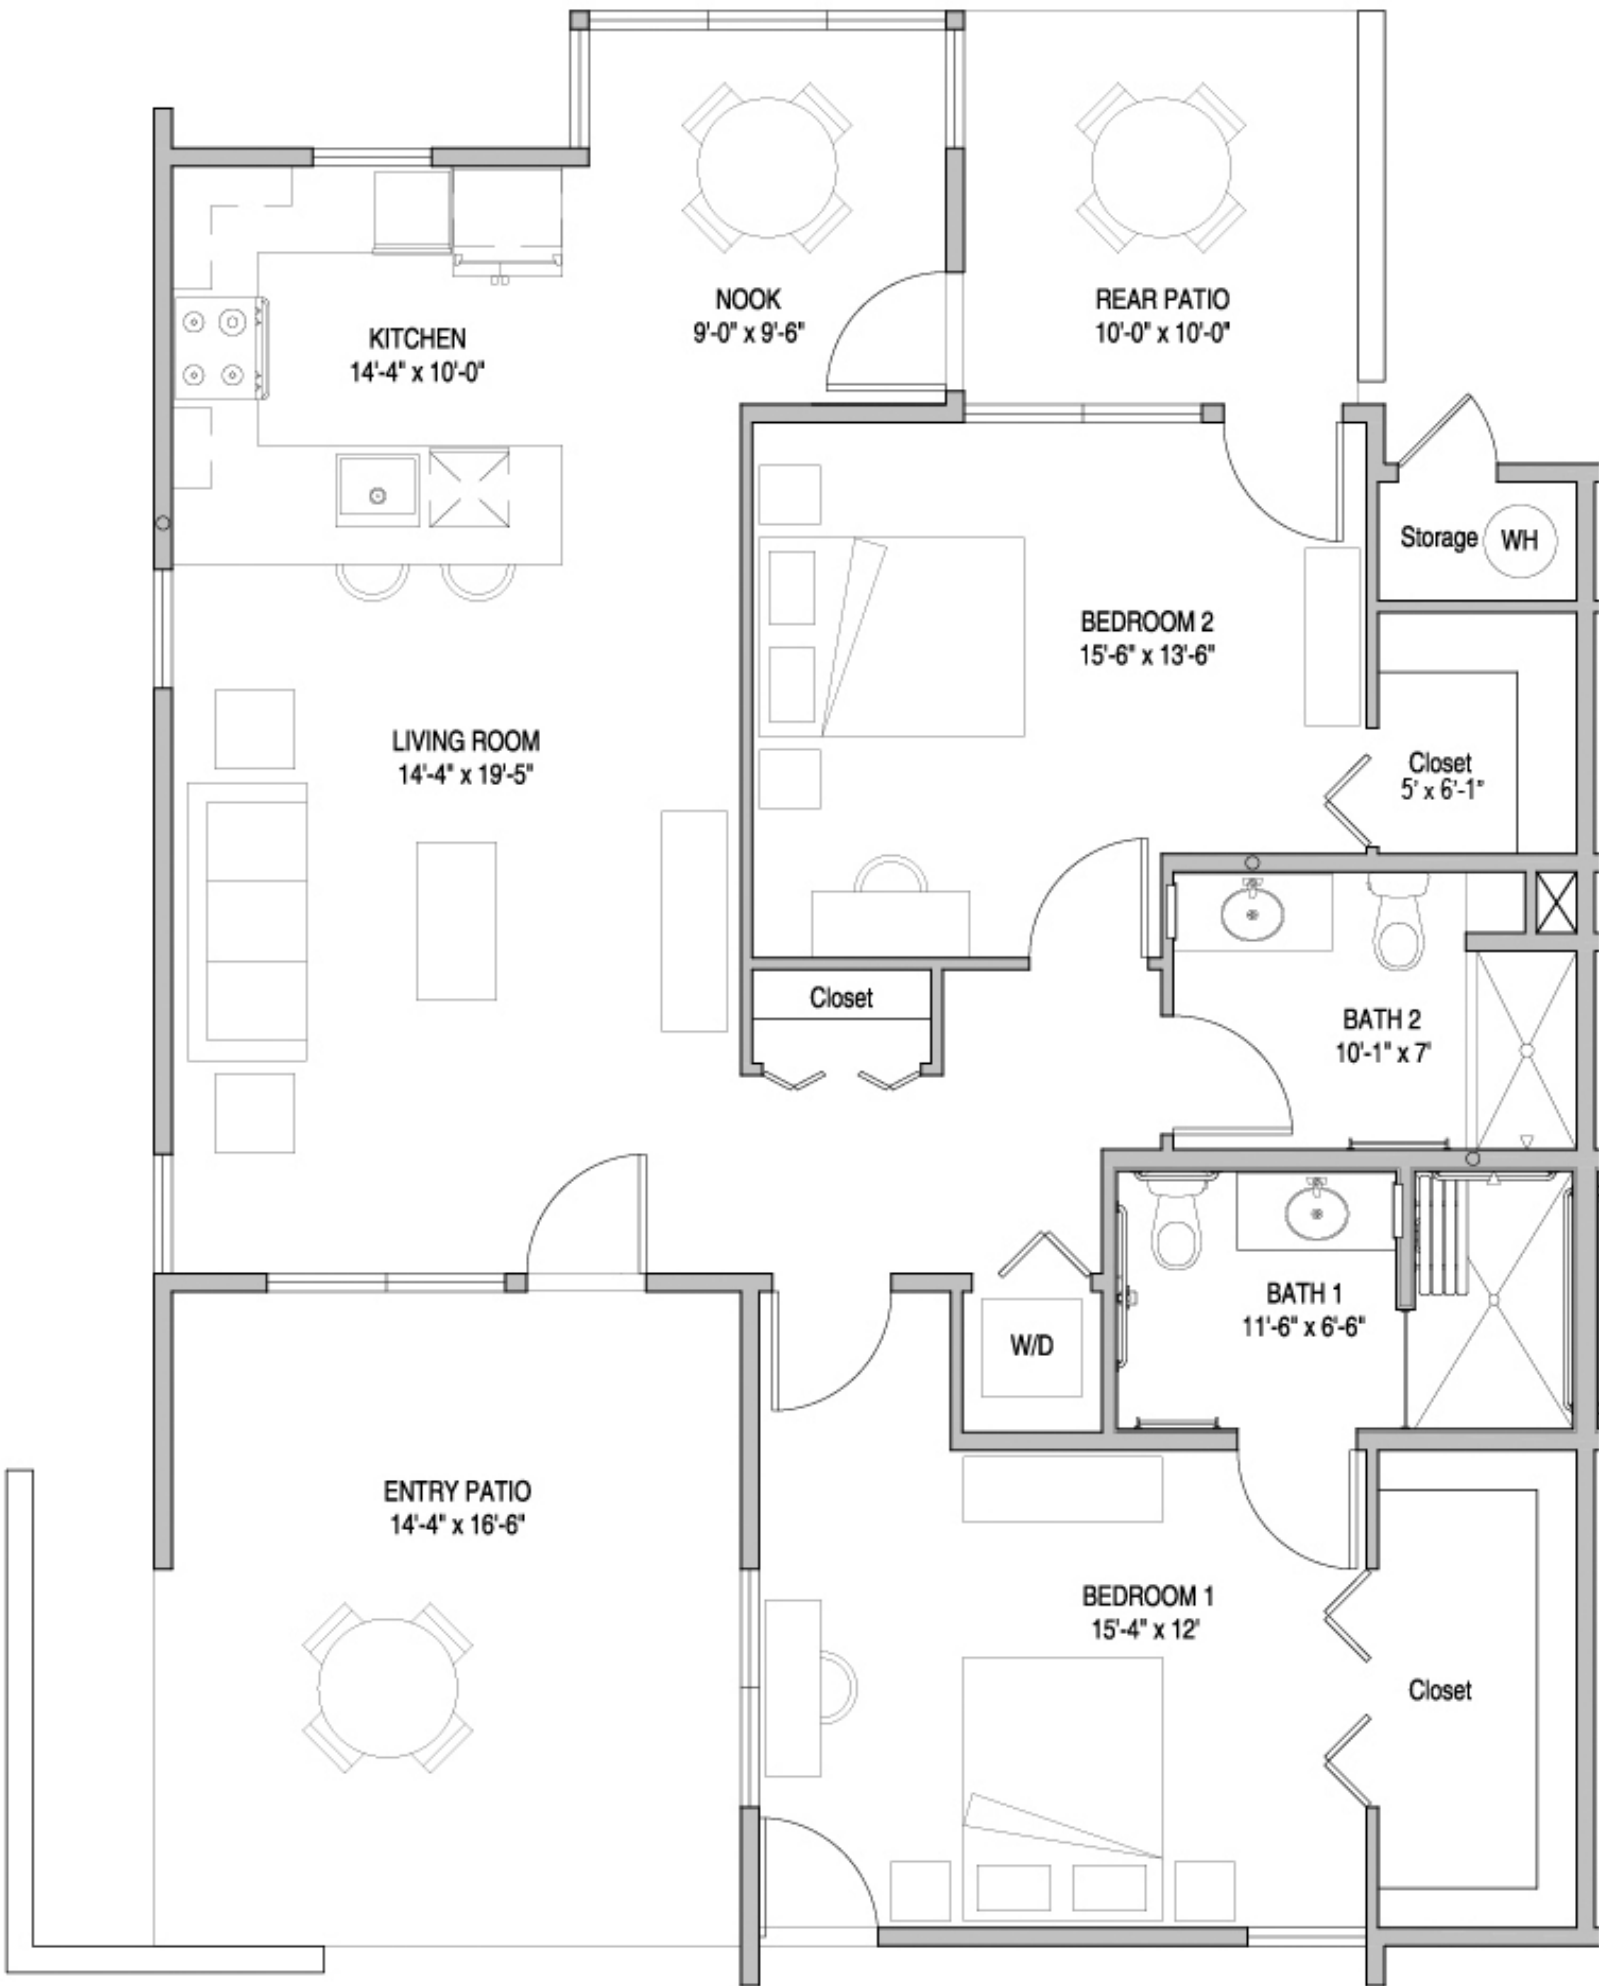 NOOK
9'-0" x 9'-6"
REAR PATIO
10'-0" x 10'-0"
KITCHEN
14'-4" x 10'-0"
Storage
WH
BEDROOM 2
15'-6" x 13'-6"
LIVING ROOM
14'-4" x 19'-5"
Closet
5' x 6'-1"
Closet
BATH 2
10'-1" x 7'
BATH 1
11'-6" x 6'-6"
W/D
ENTRY PATIO
14'-4" x 16'-6"
BEDROOM 1
15'-4" x 12'
Closet